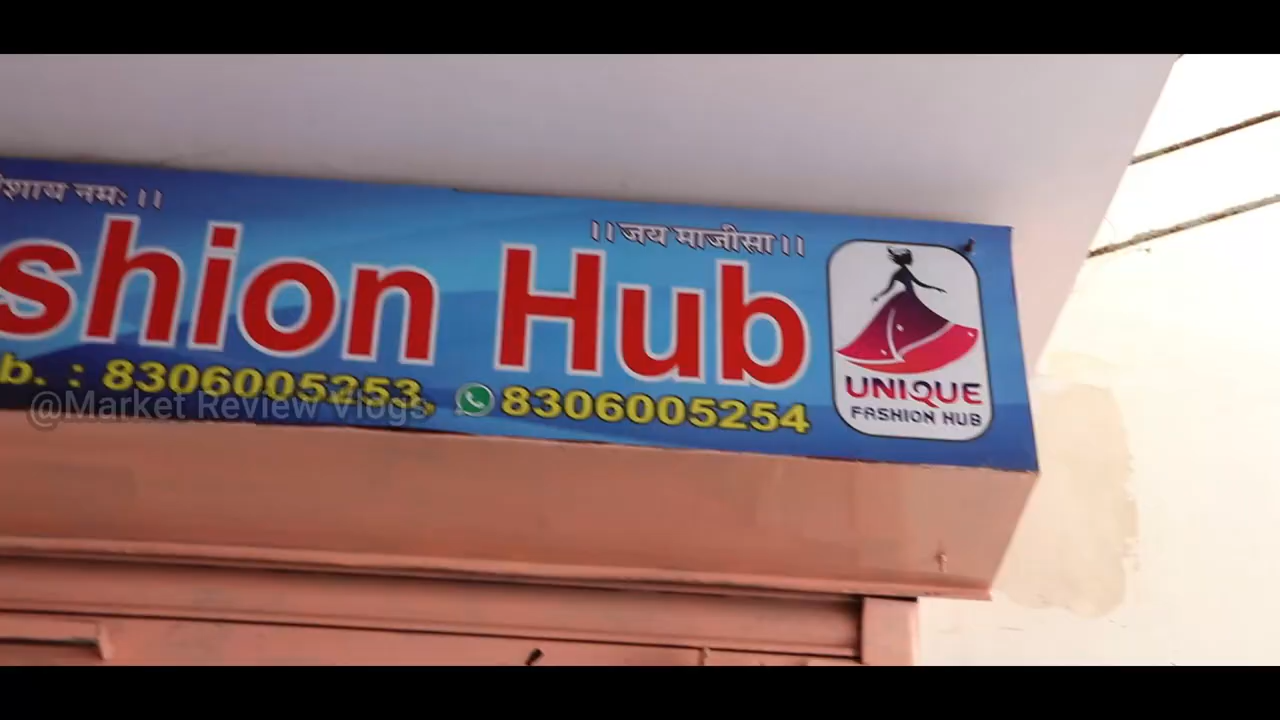 नमः ।।
।। जय माजीसा ।।
shion Hub
b. : 8306005253, 8306005254
UNIQUE
FASHION HUB
@Market Review Vlogs